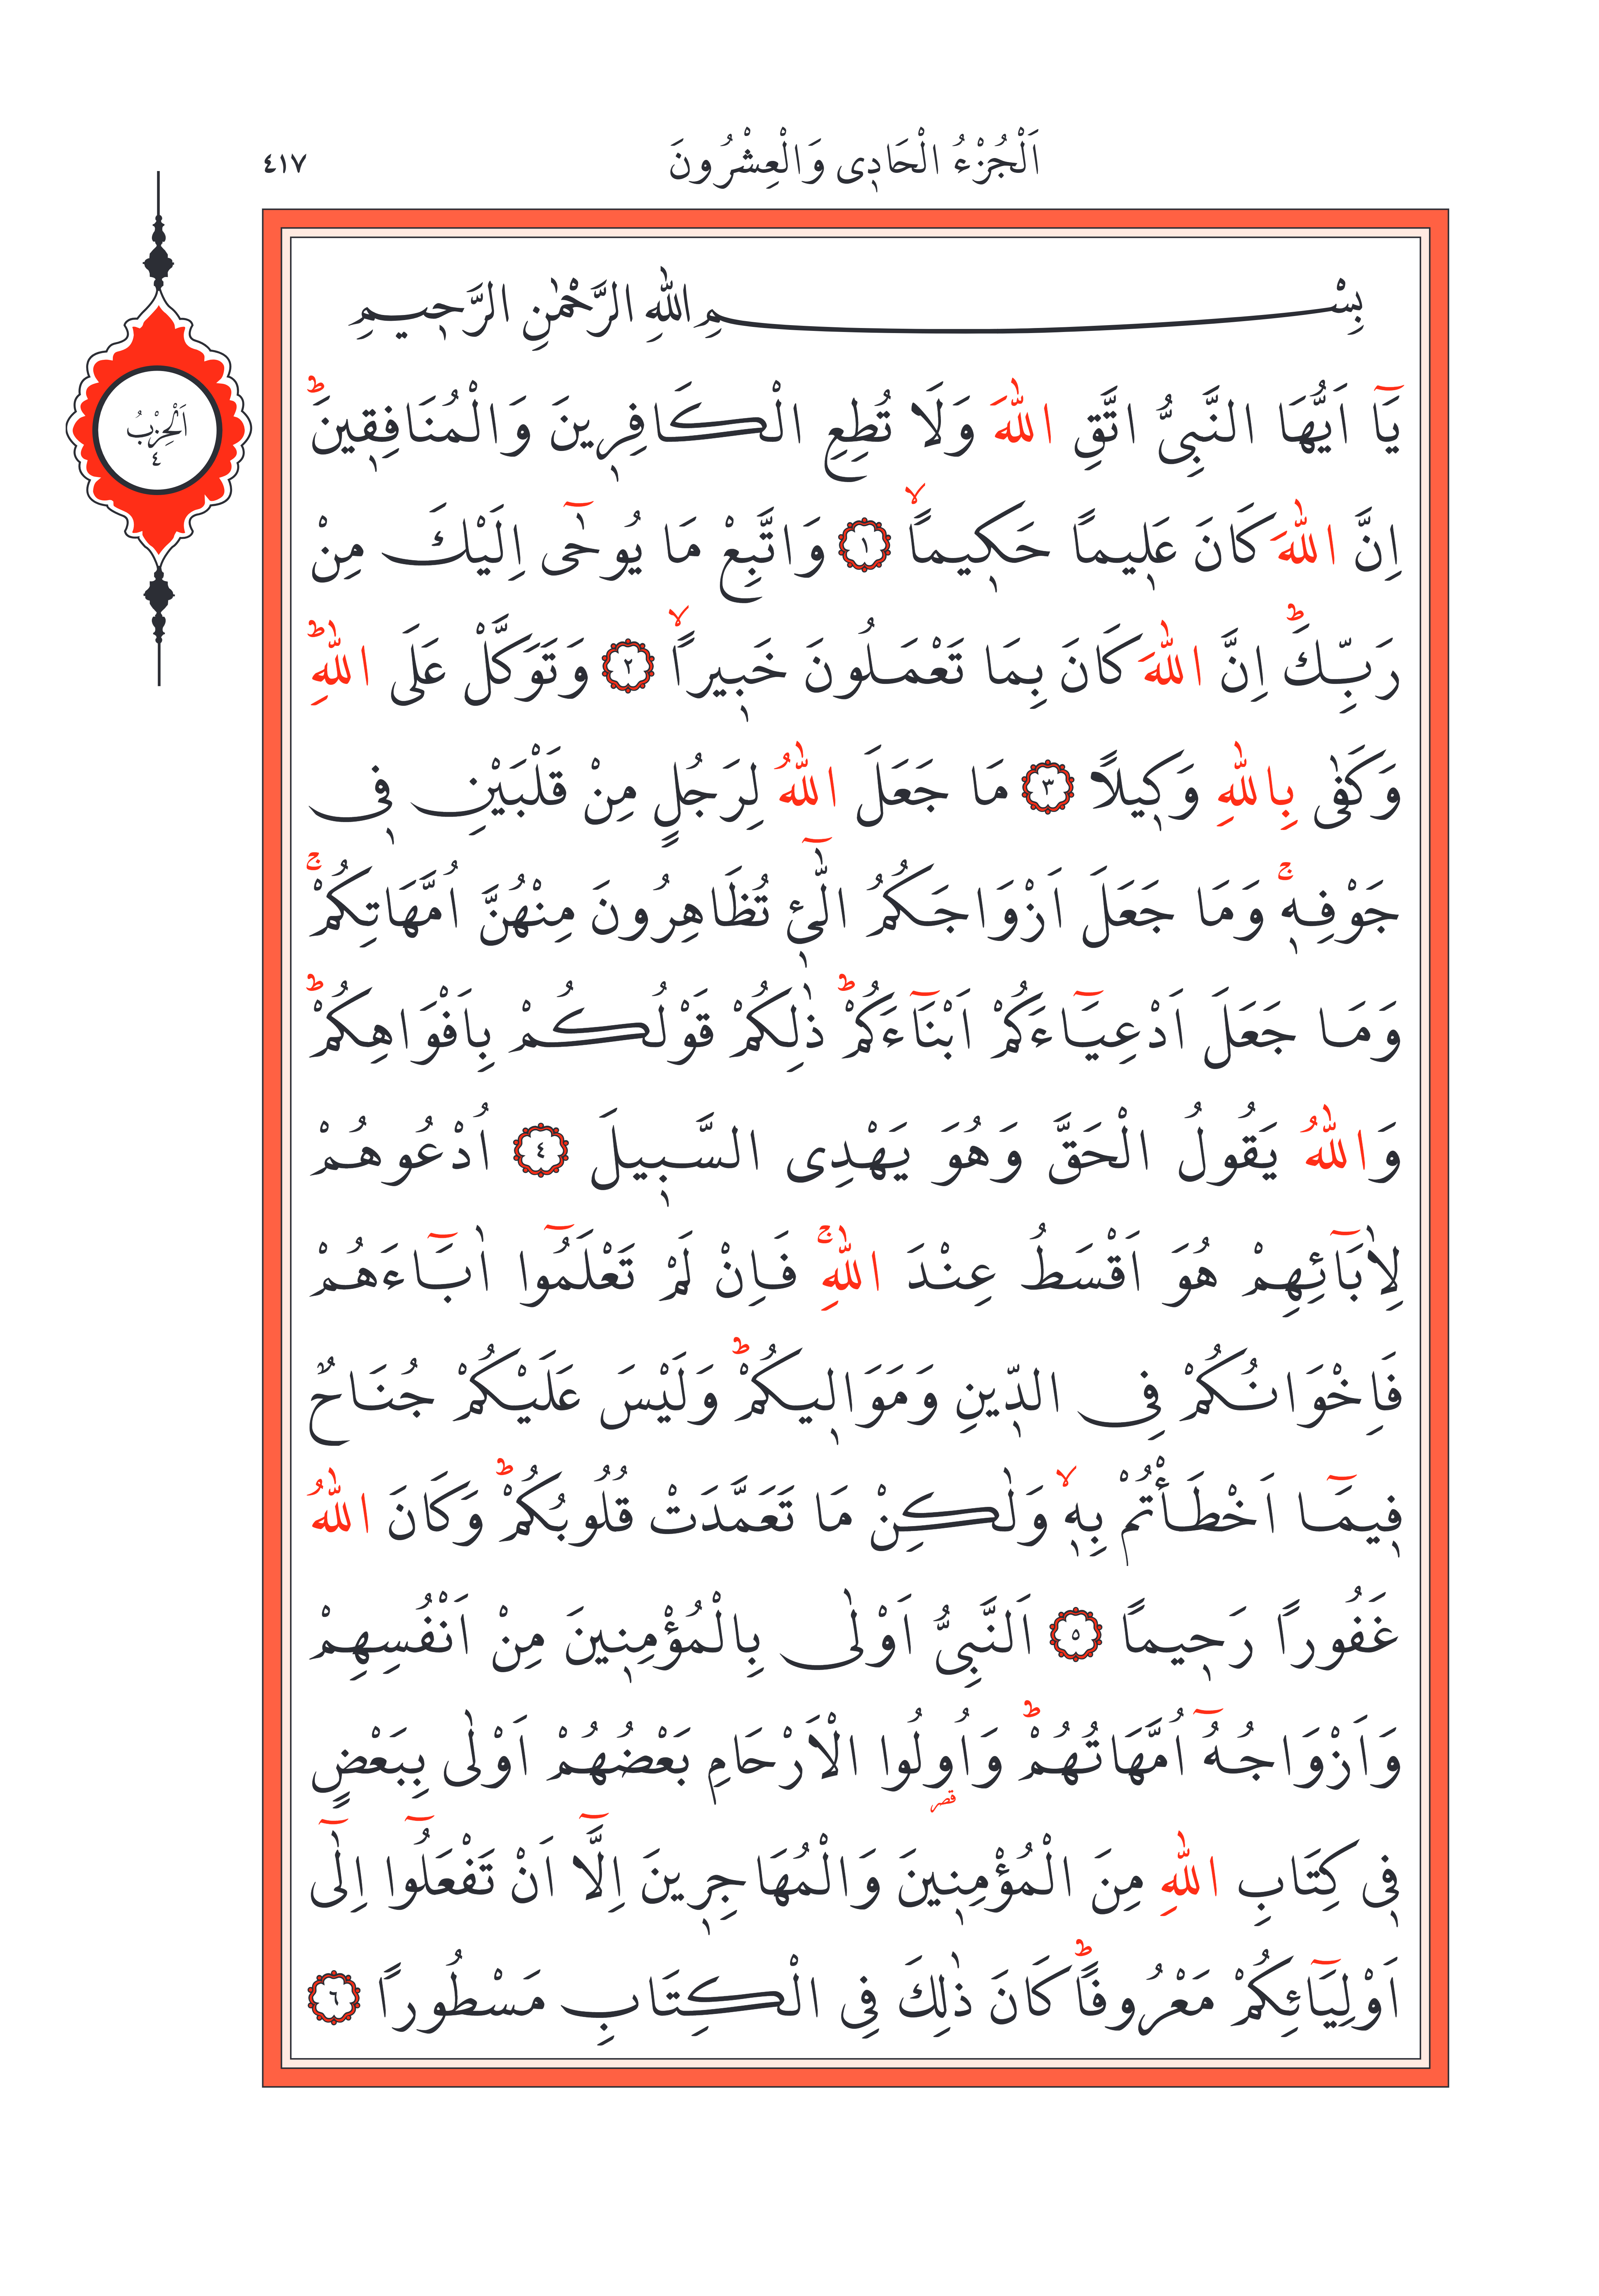 اَلْجُزْءُ الْحَادِى وَالْعِشْرُونَ
٤١٧
اَلْحِزْبُ
٤
بِسْمِ اللّٰهِ الرَّحْمٰنِ الرَّحٖيمِ
يَٓا اَيُّهَا النَّبِىُّ اتَّقِ اللّٰهَ وَلَا تُطِعِ الْكَافِرٖينَ وَالْمُنَافِقٖينَؕ
اِنَّ اللّٰهَ كَانَ عَلٖيماً حَكٖيماًۙ ١ وَاتَّبِعْ مَا يُوحٰٓى اِلَيْكَ مِنْ
رَبِّكَؕ اِنَّ اللّٰهَ كَانَ بِمَا تَعْمَلُونَ خَبٖيراًۙ ٢ وَتَوَكَّلْ عَلَى اللّٰهِؕ
وَكَفٰى بِاللّٰهِ وَكٖيلاً ٣ مَا جَعَلَ اللّٰهُ لِرَجُلٍ مِنْ قَلْبَيْنِ فٖى
جَوْفِهٖۚ وَمَا جَعَلَ اَزْوَاجَكُمُ الّٰٓـٖٔى تُظَاهِرُونَ مِنْهُنَّ اُمَّهَاتِكُمْۚ
وَمَا جَعَلَ اَدْعِيَٓاءَكُمْ اَبْنَٓاءَكُمْؕ ذٰلِكُمْ قَوْلُكُمْ بِاَفْوَاهِكُمْؕ
وَاللّٰهُ يَقُولُ الْحَقَّ وَهُوَ يَهْدِى السَّبٖيلَ ٤ اُدْعُوهُمْ
لِاٰبَٓائِهِمْ هُوَ اَقْسَطُ عِنْدَ اللّٰهِۚ فَاِنْ لَمْ تَعْلَمُٓوا اٰبَٓاءَهُمْ
فَاِخْوَانُكُمْ فِى الدّٖينِ وَمَوَالٖيكُمْؕ وَلَيْسَ عَلَيْكُمْ جُنَاحٌ
فٖيمَٓا اَخْطَأْتُمْ بِهٖۙ وَلٰكِنْ مَا تَعَمَّدَتْ قُلُوبُكُمْؕ وَكَانَ اللّٰهُ
غَفُوراً رَحٖيماً ٥ اَلنَّبِىُّ اَوْلٰى بِالْمُؤْمِنٖينَ مِنْ اَنْفُسِهِمْ
وَاَزْوَاجُهُٓ اُمَّهَاتُهُمْؕ وَاُولُوا الْاَرْحَامِ بَعْضُهُمْ اَوْلٰى بِبَعْضٍ
قصر
فٖى كِتَابِ اللّٰهِ مِنَ الْمُؤْمِنٖينَ وَالْمُهَاجِرٖينَ اِلَّٓا اَنْ تَفْعَلُٓوا اِلٰٓى
اَوْلِيَٓائِكُمْ مَعْرُوفاًؕ كَانَ ذٰلِكَ فِى الْكِتَابِ مَسْطُوراً ٦